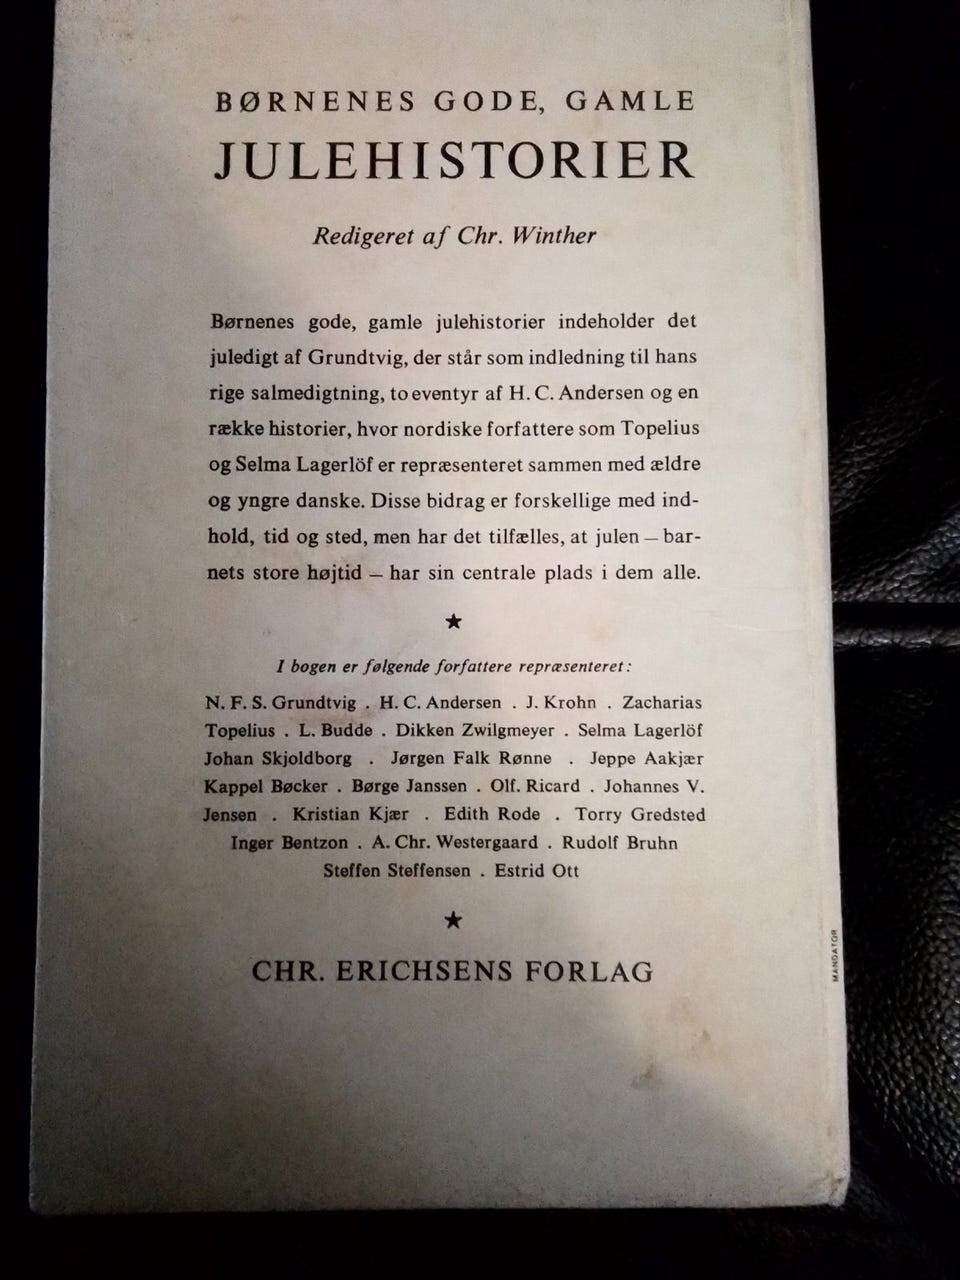 BØRNENES GODE, GAMLE
JULEHISTORIER
Redigeret af Chr. Winther
Børnenes gode, gamle julehistorier indeholder det
juledigt af Grundtvig, der står som indledning til hans
rige salmedigtning, to eventyr af H. C. Andersen og en
række historier, hvor nordiske forfattere som Topelius
og Selma Lagerlöf er repræsenteret sammen med ældre
og yngre danske. Disse bidrag er forskellige med ind-
hold, tid og sted, men har det tilfælles, at julen – bar-
nets store højtid – har sin centrale plads i dem alle.
★
I bogen er følgende forfattere repræsenteret:
N. F. S. Grundtvig . H. C. Andersen . J. Krohn . Zacharias
Topelius . L. Budde . Dikken Zwilgmeyer . Selma Lagerlöf
Johan Skjoldborg . Jørgen Falk Rønne . Jeppe Aakjær
Kappel Bøcker . Børge Janssen . Olf. Ricard . Johannes V.
Jensen . Kristian Kjær . Edith Rode . Torry Gredsted
Inger Bentzon . A. Chr. Westergaard . Rudolf Bruhn
Steffen Steffensen . Estrid Ott
★
CHR. ERICHSENS FORLAG
MANDATOR